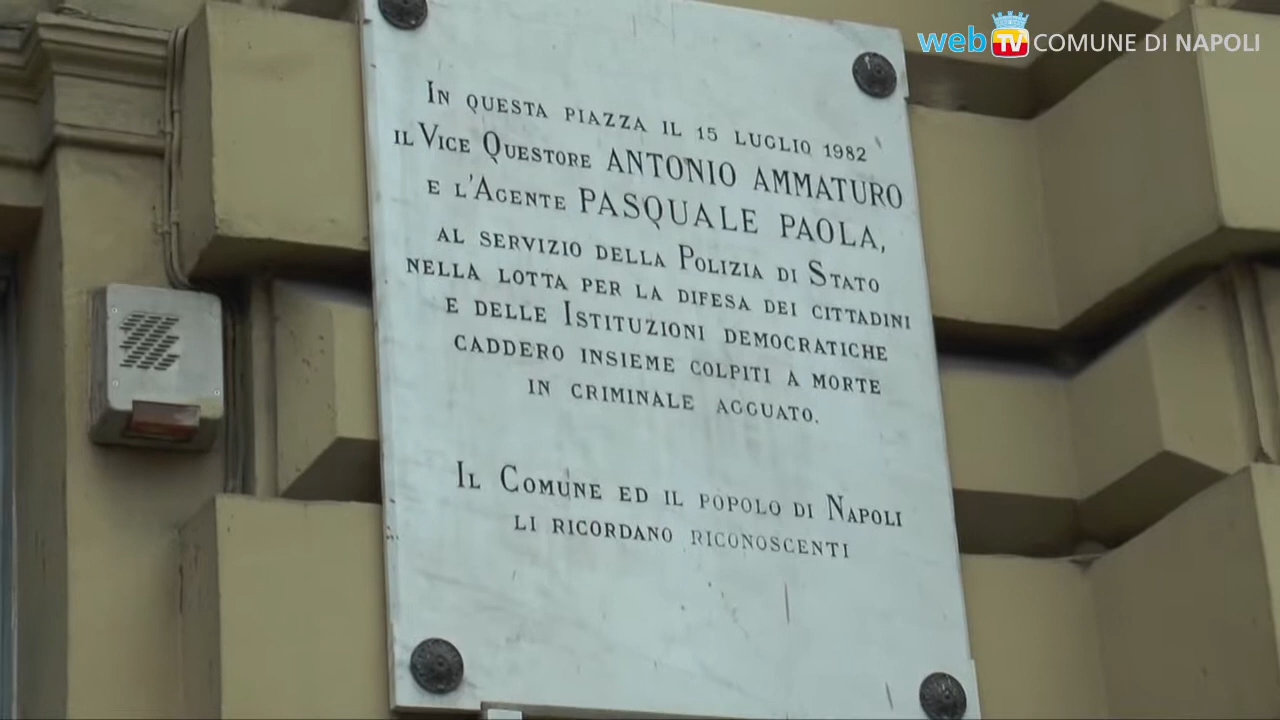 web TV COMUNE DI NAPOLI
In questa piazza il 15 luglio 1982
il Vice Questore ANTONIO AMMATURO
e l'Agente PASQUALE PAOLA,
al servizio della Polizia di Stato
nella lotta per la difesa dei cittadini
e delle Istituzioni democratiche
caddero insieme colpiti a morte
in criminale agguato.
Il Comune ed il popolo di Napoli
li ricordano riconoscenti